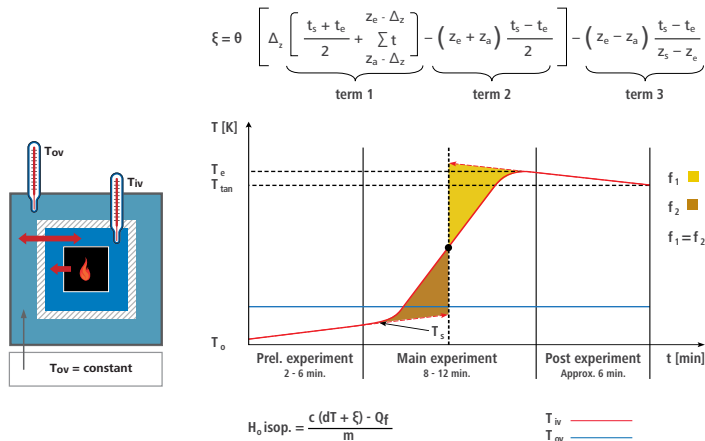 ξ = θ [ Δz [ (ts + te)/2 + ze - Δz ∑ t za - Δz ] - ( ze + za ) (ts - te)/2 ] - ( ze - za ) (ts - te)/(zs - ze)
term 1 term 2 term 3
T [K]
Te
Ttan
To
Ts
f1
f2
f1 = f2
Tov
Tiv
Tov = constant
Prel. experiment
2 - 6 min.
Main experiment
8 - 12 min.
Post experiment
Approx. 6 min.
t [min]
Ho isop. = (c (dT + ξ) - Qf)/m
Tiv
Tov